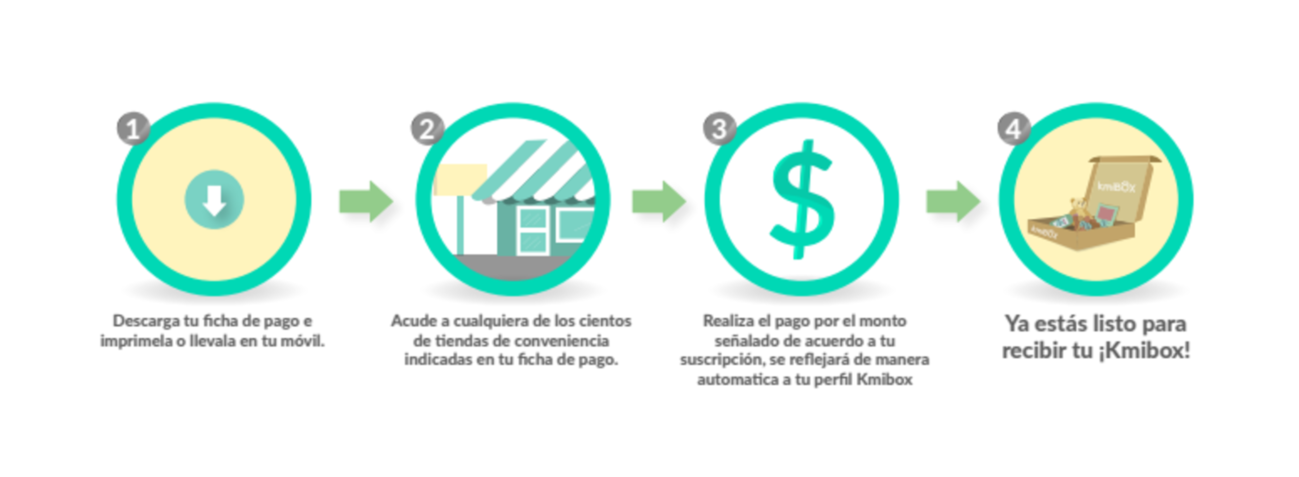 1
Descarga tu ficha de pago e
imprimela o llevala en tu móvil.
2
Acude a cualquiera de los cientos
de tiendas de conveniencia
indicadas en tu ficha de pago.
3
$
Realiza el pago por el monto
señalado de acuerdo a tu
suscripción, se reflejará de manera
automatica a tu perfil Kmibox
4
kmiBOX
kmiBOX
Ya estás listo para
recibir tu ¡Kmibox!